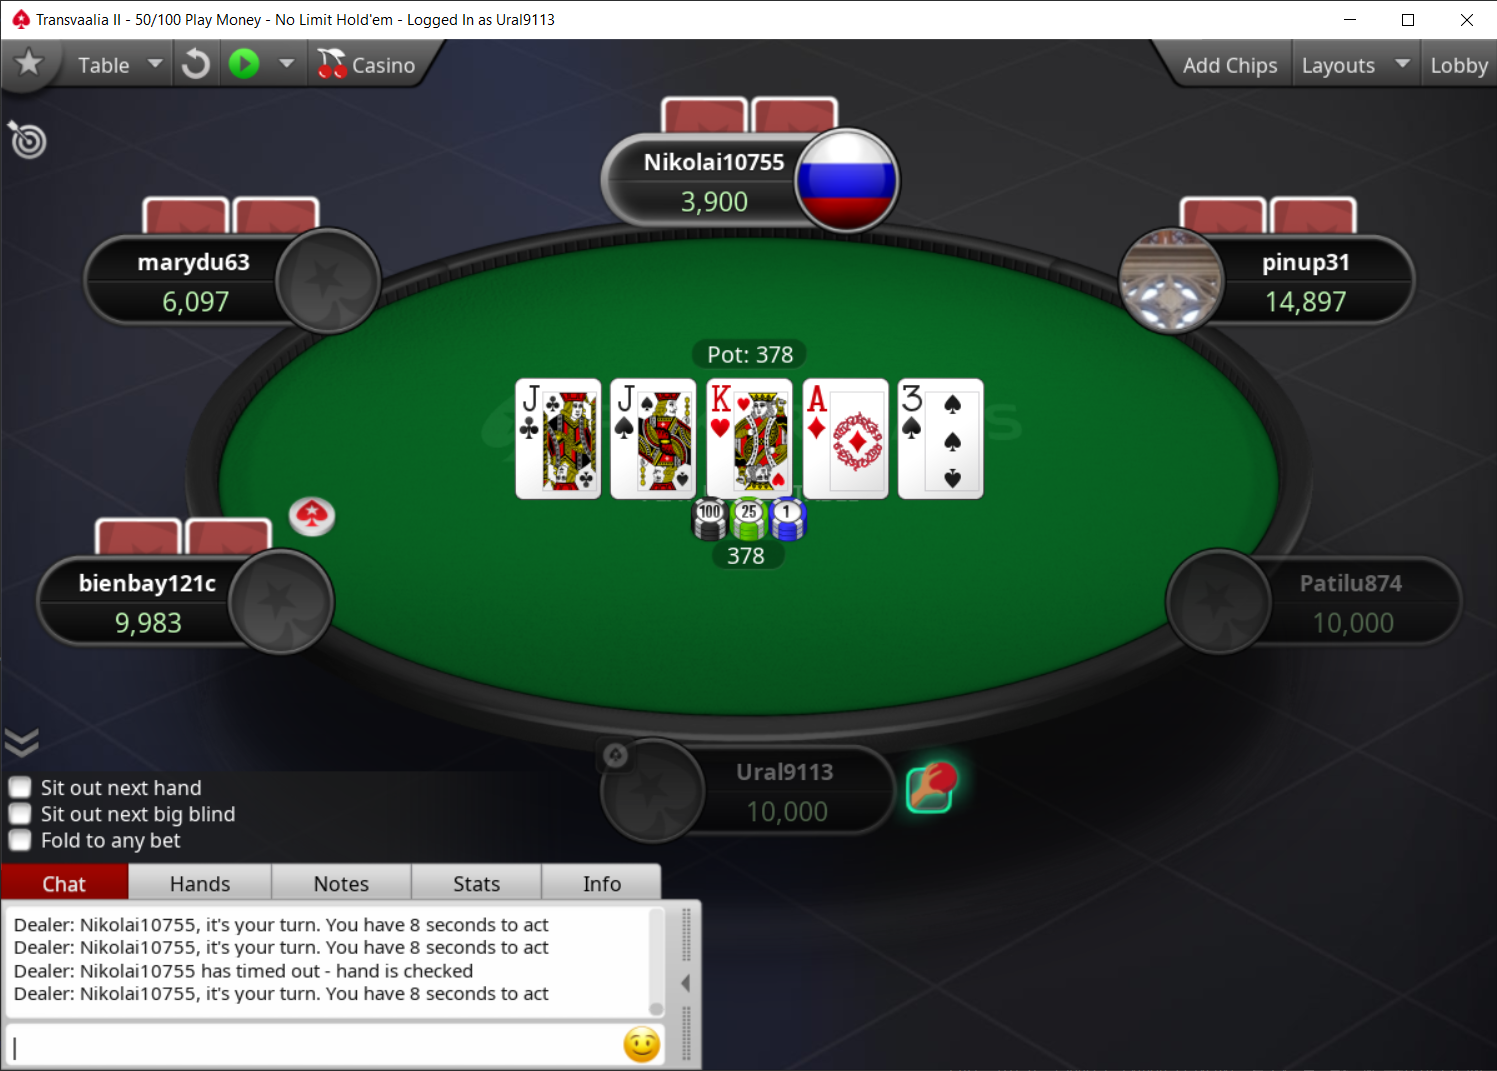 Transvaalia II - 50/100 Play Money - No Limit Hold'em - Logged In as Ural9113
Table
Casino
Add Chips
Layouts
Lobby
Nikolai10755
3,900
marydu63
6,097
pinup31
14,897
Pot: 378
J J K A 3
100 25 1
378
bienbay121c
9,983
Patilu874
10,000
Ural9113
10,000
Sit out next hand
Sit out next big blind
Fold to any bet
Chat Hands Notes Stats Info
Dealer: Nikolai10755, it's your turn. You have 8 seconds to act
Dealer: Nikolai10755, it's your turn. You have 8 seconds to act
Dealer: Nikolai10755 has timed out - hand is checked
Dealer: Nikolai10755, it's your turn. You have 8 seconds to act